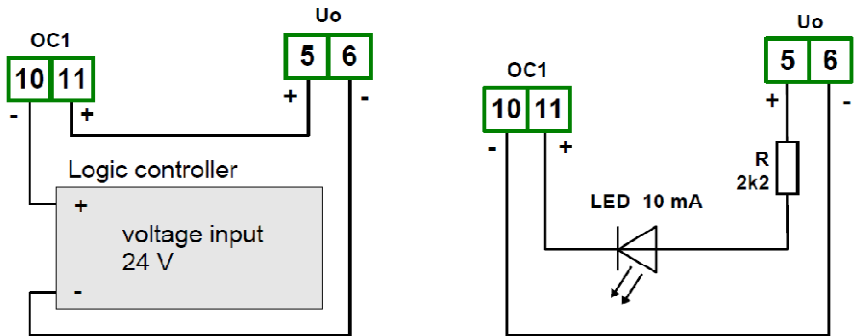 OC1
10 11
- +
Uo
5 6
+ -
Logic controller
+
voltage input
24 V
-
OC1
10 11
- +
Uo
5 6
+ -
R
2k2
LED 10 mA